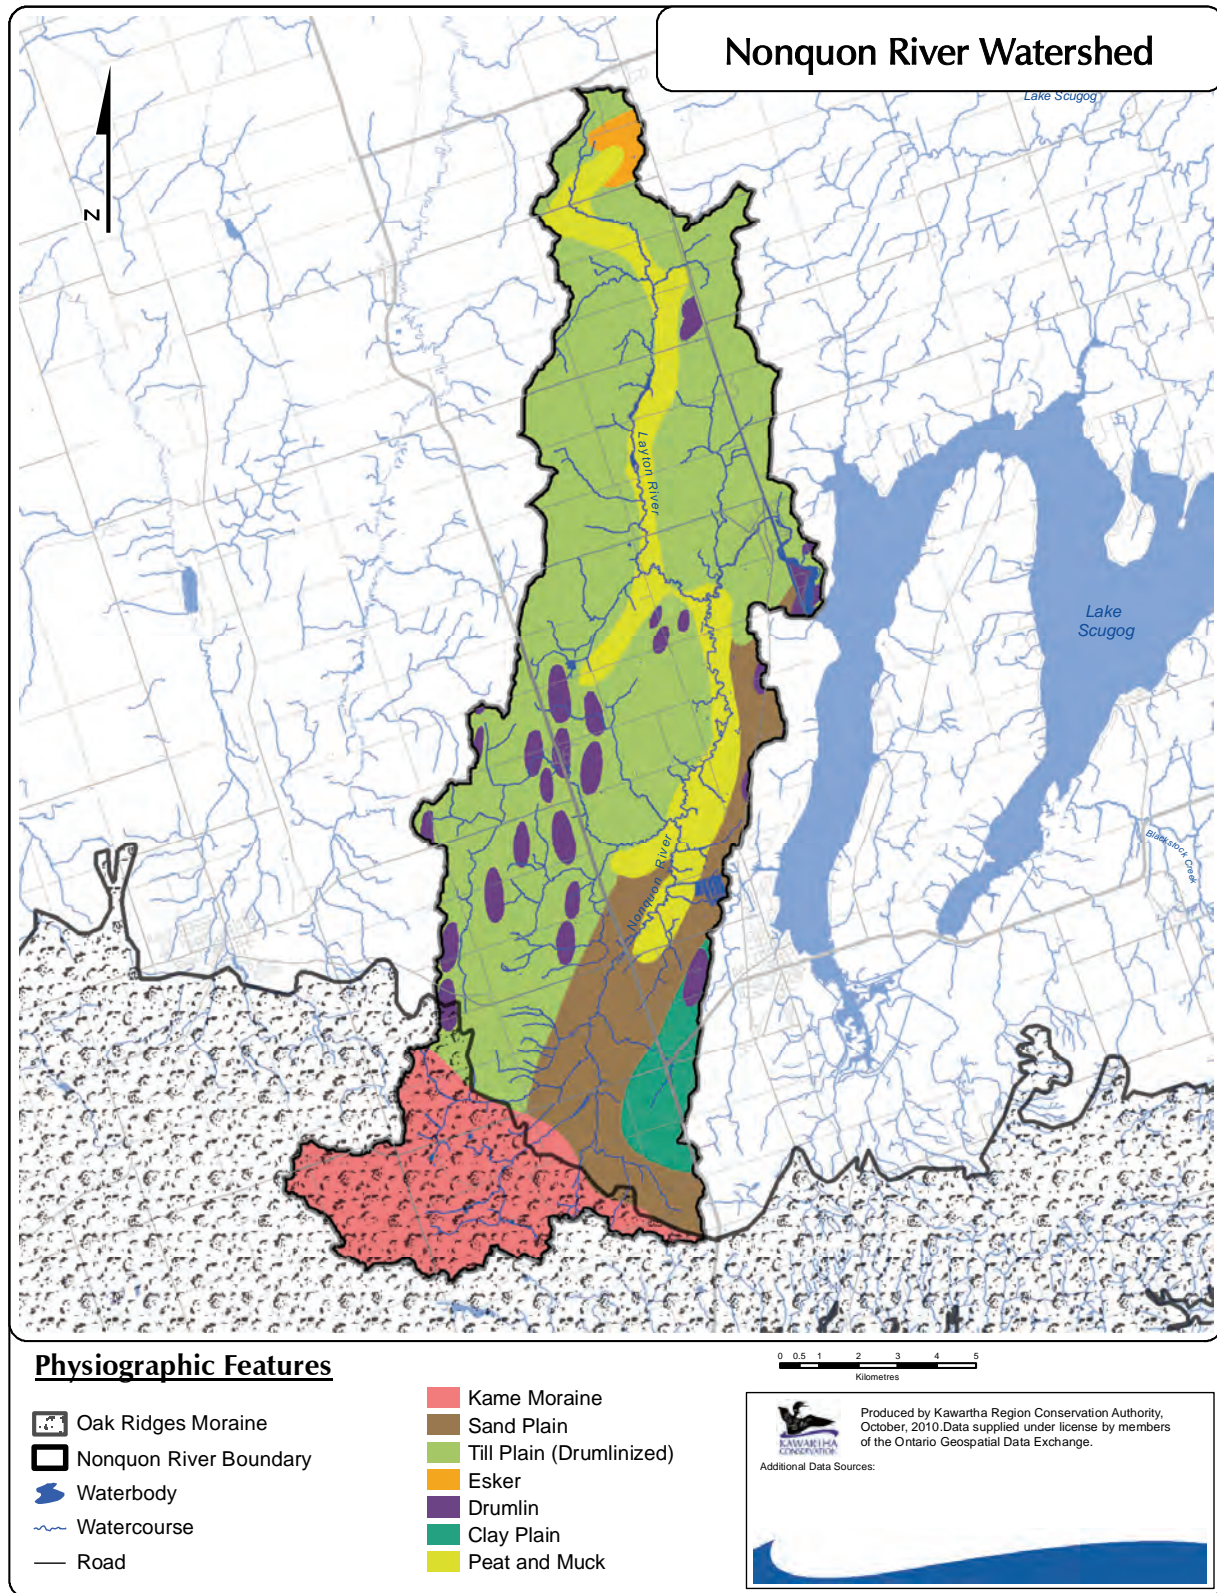 Nonquon River Watershed
Lake Scugog
N
Layton River
Lake
Scugog
Blackstock Creek
Nonquon River
Physiographic Features
Oak Ridges Moraine
Nonquon River Boundary
Waterbody
Watercourse
Road
Kame Moraine
Sand Plain
Till Plain (Drumlinized)
Esker
Drumlin
Clay Plain
Peat and Muck
0 0.5 1 2 3 4 5
Kilometres
KAWARTHA
CONSERVATION
Produced by Kawartha Region Conservation Authority,
October, 2010.Data supplied under license by members
of the Ontario Geospatial Data Exchange.
Additional Data Sources: